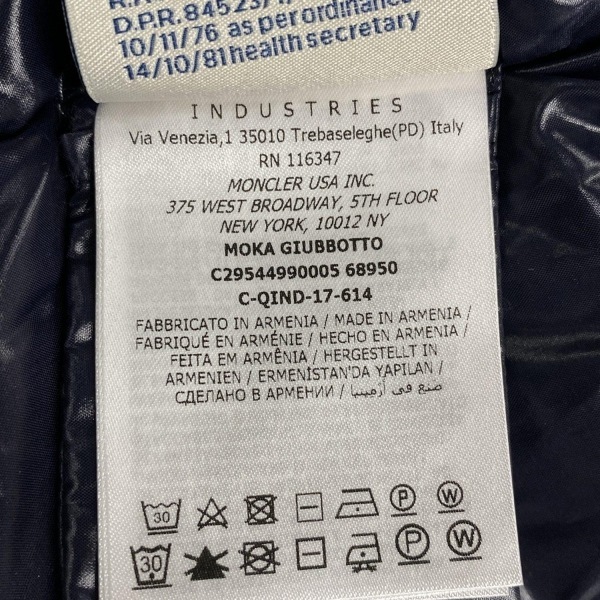 D.P.R. 84523/
10/11/76 as per ordinance
14/10/81 health secretary
INDUSTRIES
Via Venezia,1 35010 Trebaseleghe(PD) Italy
RN 116347
MONCLER USA INC.
375 WEST BROADWAY, 5TH FLOOR
NEW YORK, 10012 NY
MOKA GIUBBOTTO
C29544990005 68950
C-QIND-17-614
FABBRICATO IN ARMENIA / MADE IN ARMENIA /
FABRIQUÉ EN ARMÉNIE / HECHO EN ARMENIA /
FEITA EM ARMÊNIA / HERGESTELLT IN
ARMENIEN / ERMENİSTAN'DA YAPILAN /
СДЕЛАНО В АРМЕНИИ / صنع في أرمينيا
30 P W
30 P W